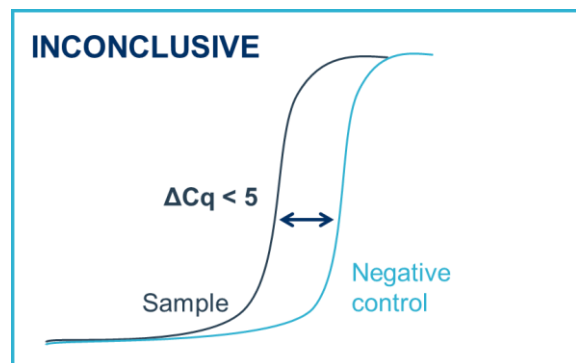 INCONCLUSIVE
ΔCq < 5
Sample
Negative
control